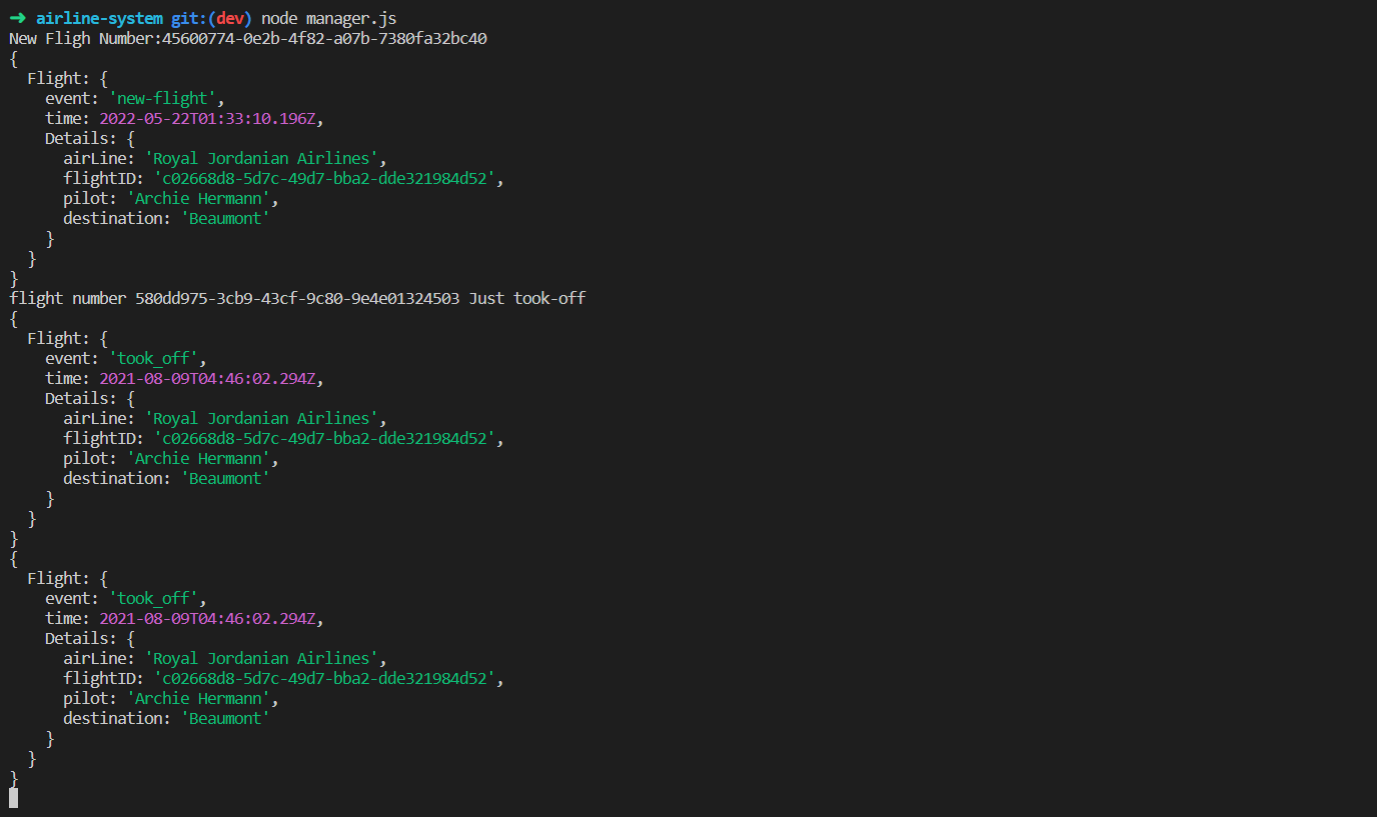 ➜ airline-system git:(dev) node manager.js
New Fligh Number:45600774-0e2b-4f82-a07b-7380fa32bc40
{
  Flight: {
    event: 'new-flight',
    time: 2022-05-22T01:33:10.196Z,
    Details: {
      airLine: 'Royal Jordanian Airlines',
      flightID: 'c02668d8-5d7c-49d7-bba2-dde321984d52',
      pilot: 'Archie Hermann',
      destination: 'Beaumont'
    }
  }
}
flight number 580dd975-3cb9-43cf-9c80-9e4e01324503 Just took-off
{
  Flight: {
    event: 'took_off',
    time: 2021-08-09T04:46:02.294Z,
    Details: {
      airLine: 'Royal Jordanian Airlines',
      flightID: 'c02668d8-5d7c-49d7-bba2-dde321984d52',
      pilot: 'Archie Hermann',
      destination: 'Beaumont'
    }
  }
}
{
  Flight: {
    event: 'took_off',
    time: 2021-08-09T04:46:02.294Z,
    Details: {
      airLine: 'Royal Jordanian Airlines',
      flightID: 'c02668d8-5d7c-49d7-bba2-dde321984d52',
      pilot: 'Archie Hermann',
      destination: 'Beaumont'
    }
  }
}